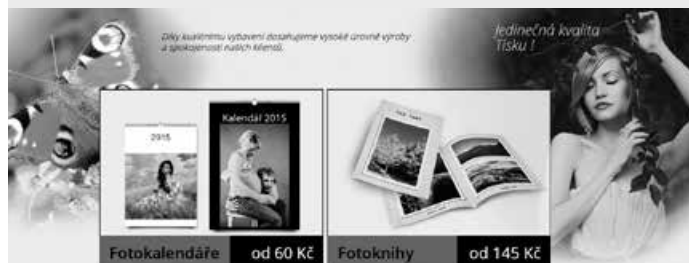 Díky kvalitnímu vybavení dosahujeme vysoké úrovně výroby
a spokojenosti našich klientů.
Jedinečná kvalita
Tisku !
2015
Kalendář 2015
Fotokalendáře
od 60 Kč
Fotoknihy
od 145 Kč